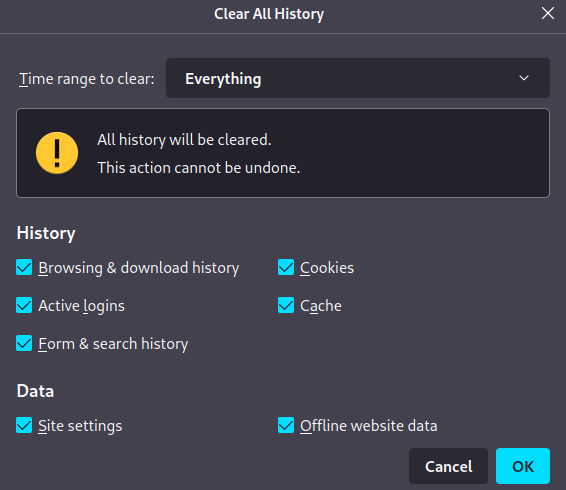 Clear All History
Time range to clear: Everything
All history will be cleared.
This action cannot be undone.
History
Browsing & download history Cookies
Active logins Cache
Form & search history
Data
Site settings Offline website data
Cancel OK